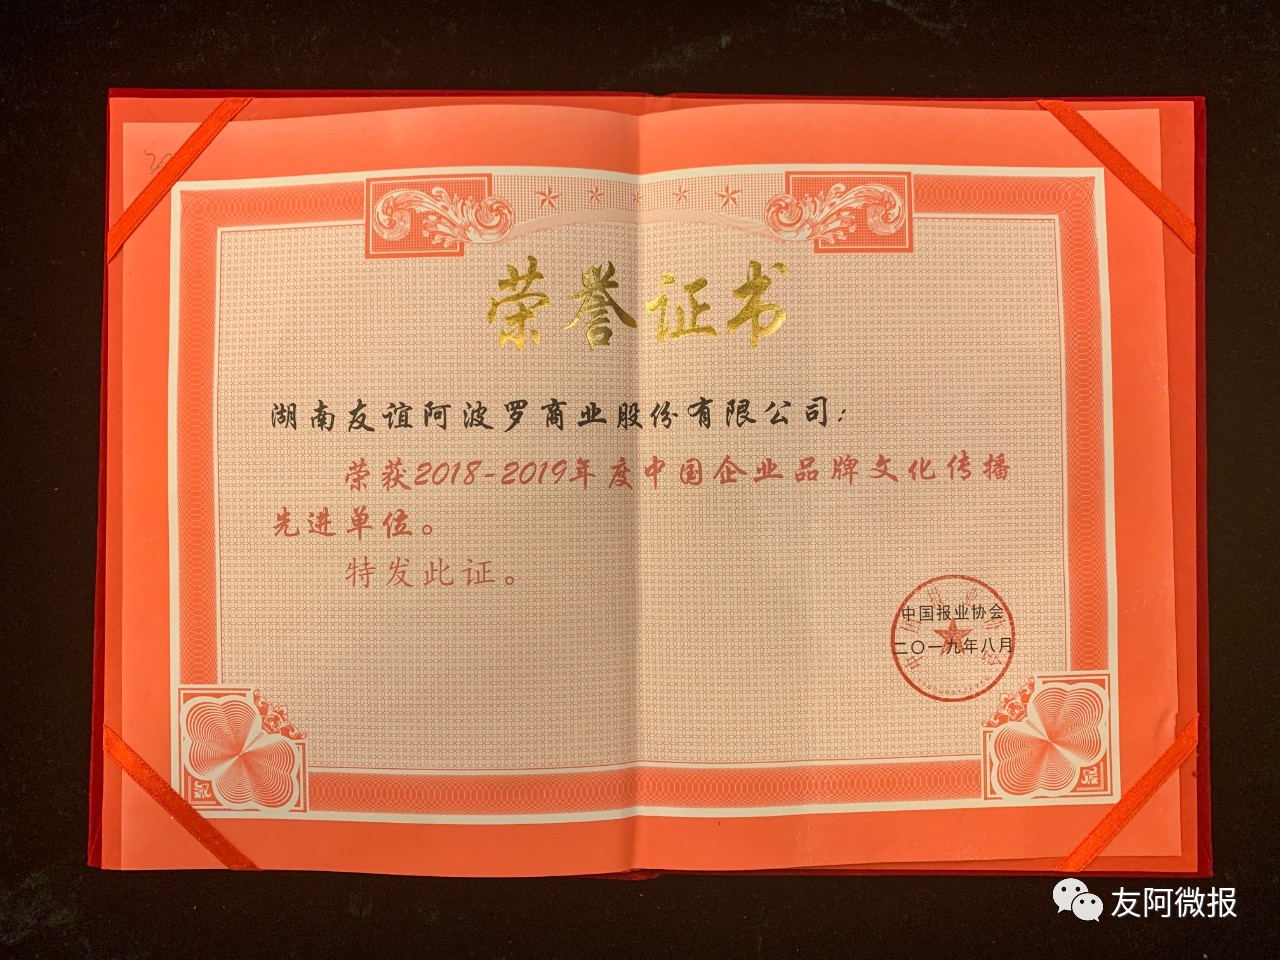 荣誉证书
湖南友谊阿波罗商业股份有限公司：
荣获2018-2019年度中国企业品牌文化传播
先进单位。
特发此证。
中国报业协会
二〇一九年八月
友阿微报